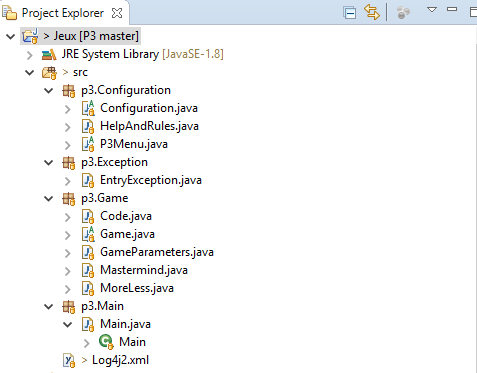 Project Explorer
> Jeux [P3 master]
JRE System Library [JavaSE-1.8]
> src
p3.Configuration
Configuration.java
HelpAndRules.java
P3Menu.java
p3.Exception
EntryException.java
p3.Game
Code.java
Game.java
GameParameters.java
Mastermind.java
MoreLess.java
p3.Main
Main.java
Main
> Log4j2.xml